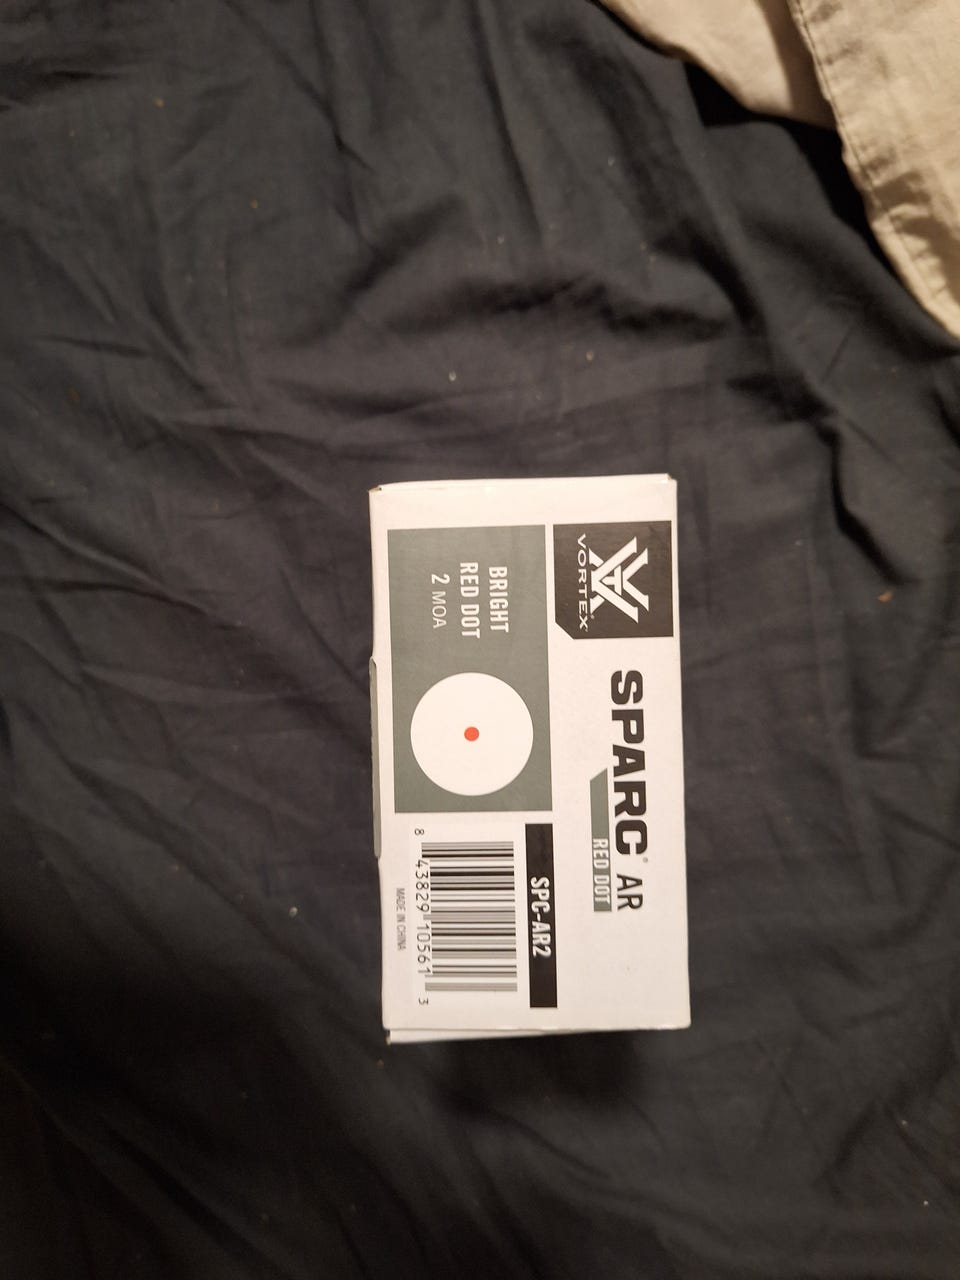 VORTEX®
SPARC® AR
RED DOT
BRIGHT
RED DOT
2 MOA
SPC-AR2
8 43829 10561 3
MADE IN CHINA